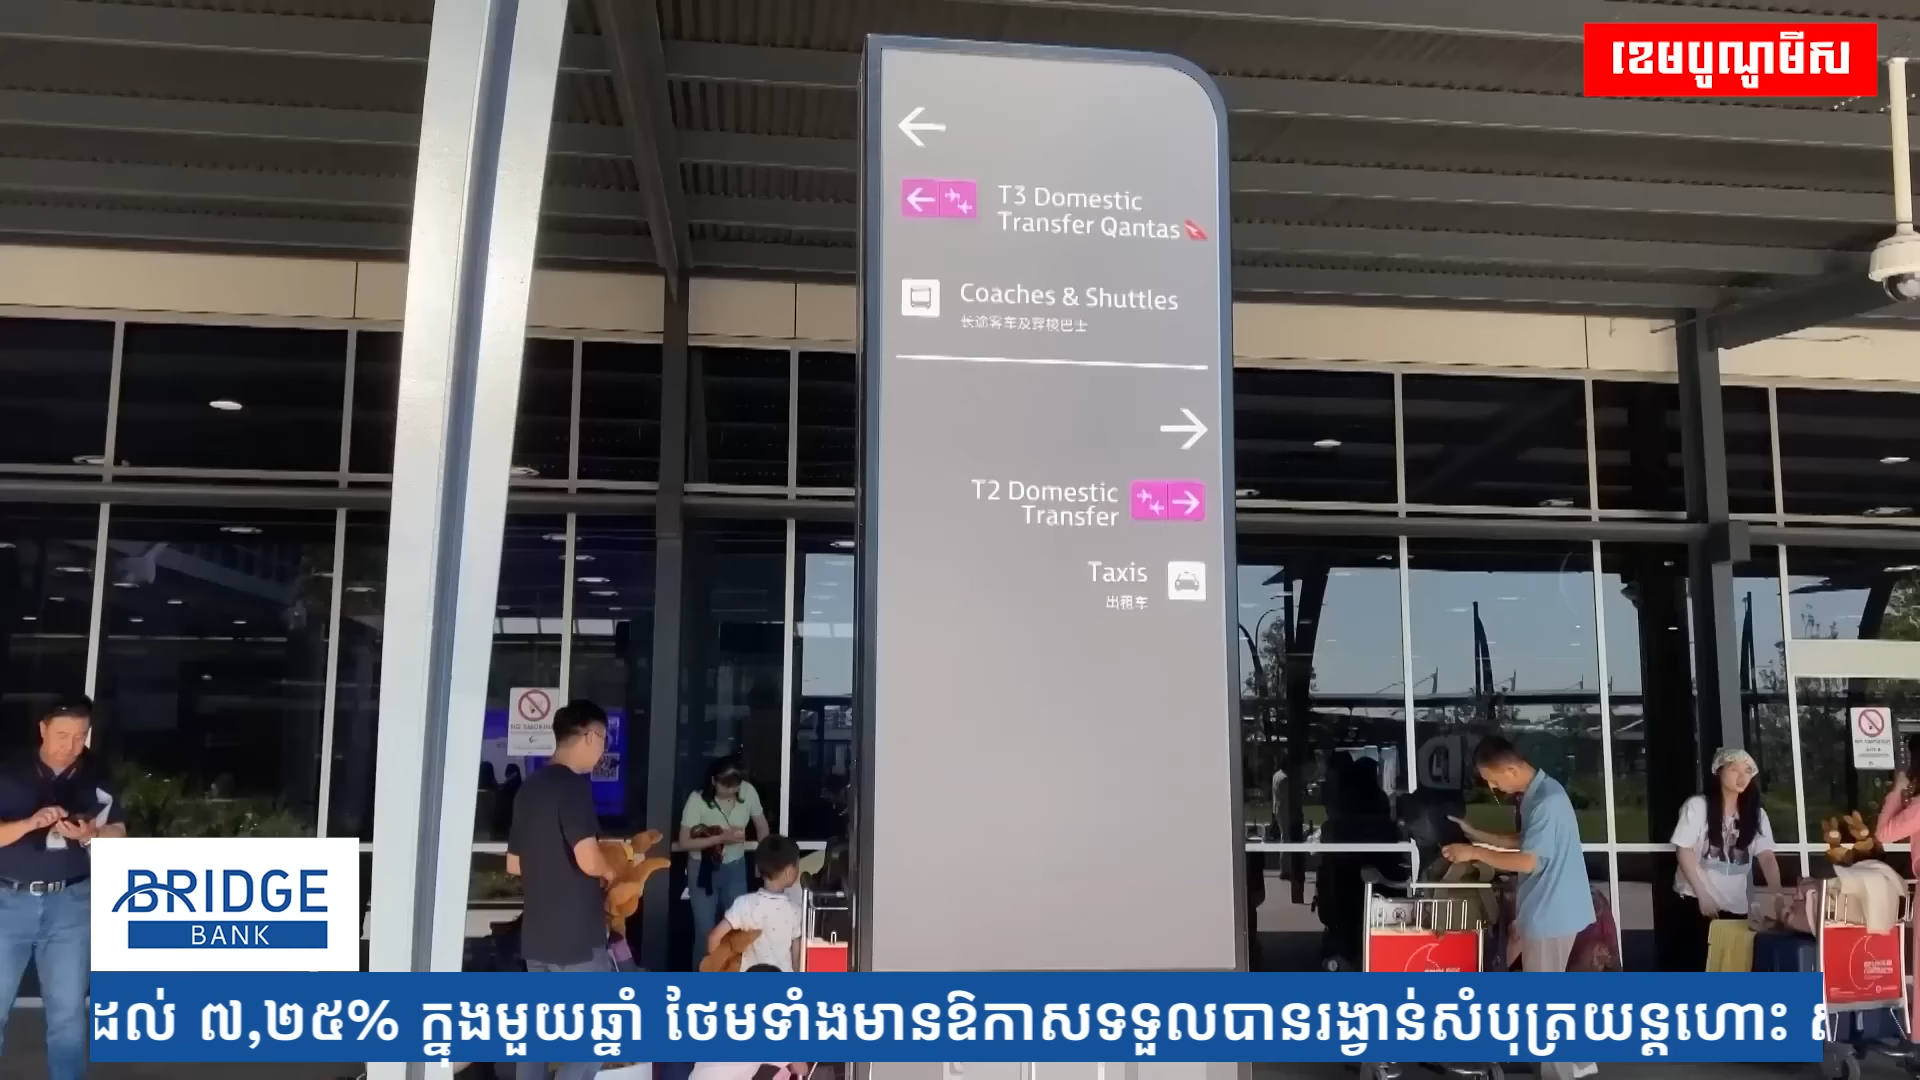 ខេមបូណូមីស
T3 Domestic
Transfer Qantas
Coaches & Shuttles
长途客车及穿梭巴士
T2 Domestic
Transfer
Taxis
出租车
NO SMOKING
BRIDGE
BANK
ដល់ ៧,២៥% ក្នុងមួយឆ្នាំ ថែមទាំងមានឱកាសទទួលបានរង្វាន់សំបុត្រយន្តហោះ